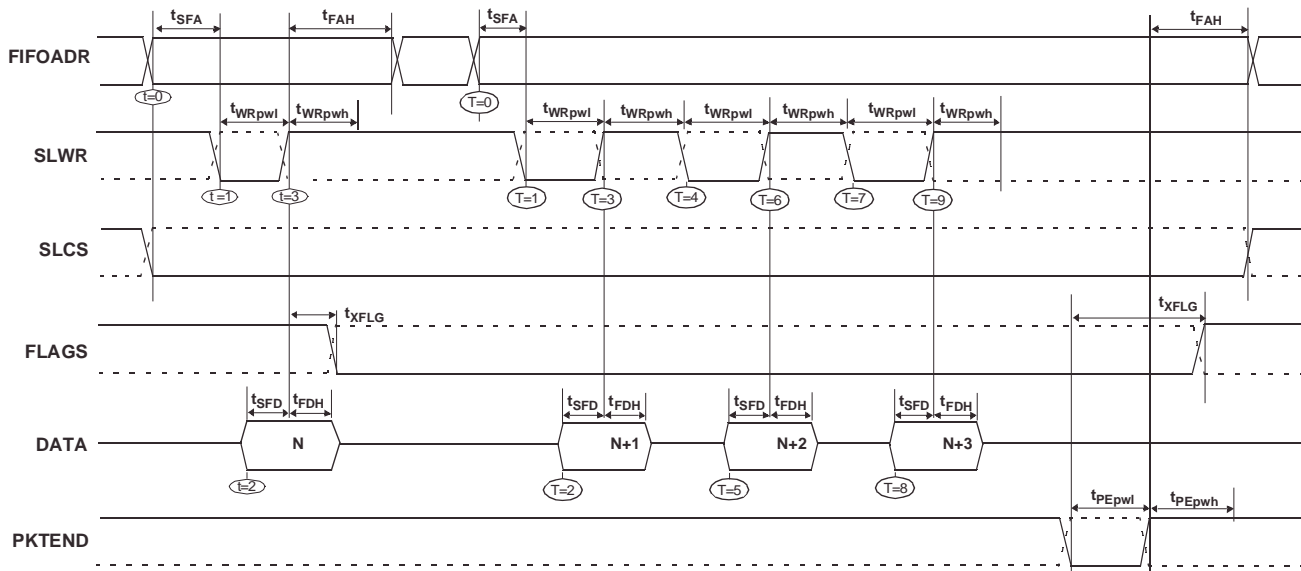 tSFA tFAH tSFA tFAH
FIFOADR
t=0 T=0
tWRpwl tWRpwh tWRpwl tWRpwh tWRpwl tWRpwh tWRpwl tWRpwh
SLWR
t=1 t=3 T=1 T=3 T=4 T=6 T=7 T=9
SLCS
tXFLG tXFLG
FLAGS
tSFD tFDH tSFD tFDH tSFD tFDH tSFD tFDH
DATA N N+1 N+2 N+3
t=2 T=2 T=5 T=8
tPEpwl tPEpwh
PKTEND